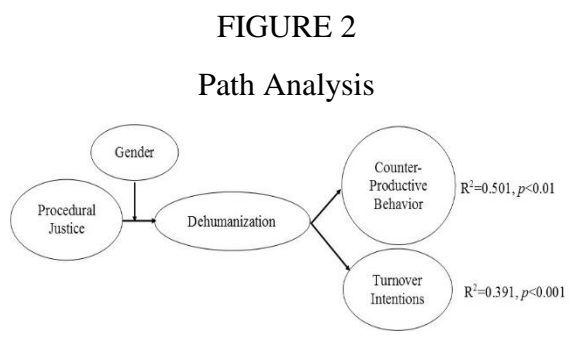 FIGURE 2
Path Analysis
Gender
Procedural
Justice
Dehumanization
Counter-
Productive
Behavior
R²=0.501, p<0.01
Turnover
Intentions
R²=0.391, p<0.001